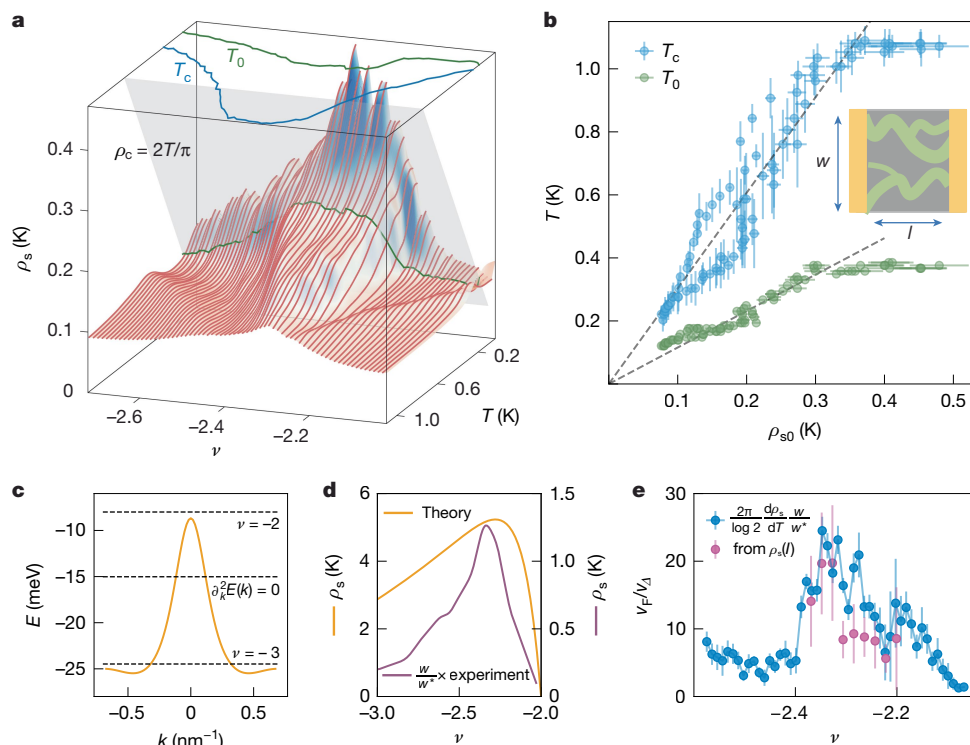 a
T₀
T_c
ρ_c = 2T/π
0.4
0.3
0.2
0.1
0
ρ_s (K)
−2.6
−2.4
−2.2
ν
0.2
0.6
1.0
T (K)
b
T_c
T₀
1.0
0.8
0.6
0.4
0.2
T (K)
w
l
0.1
0.2
0.3
0.4
0.5
ρ_s0 (K)
c
−10
−15
−20
−25
E (meV)
ν = −2
∂²_k E(k) = 0
ν = −3
−0.5
0
0.5
k (nm⁻¹)
d
6
4
2
0
ρ_s (K)
Theory
w/w* × experiment
1.5
1.0
0.5
0
ρ_s (K)
−3.0
−2.5
−2.0
ν
e
30
20
10
0
v_F/v_Δ
2π/log 2 dρ_s/dT w/w*
from ρ_s(I)
−2.4
−2.2
ν